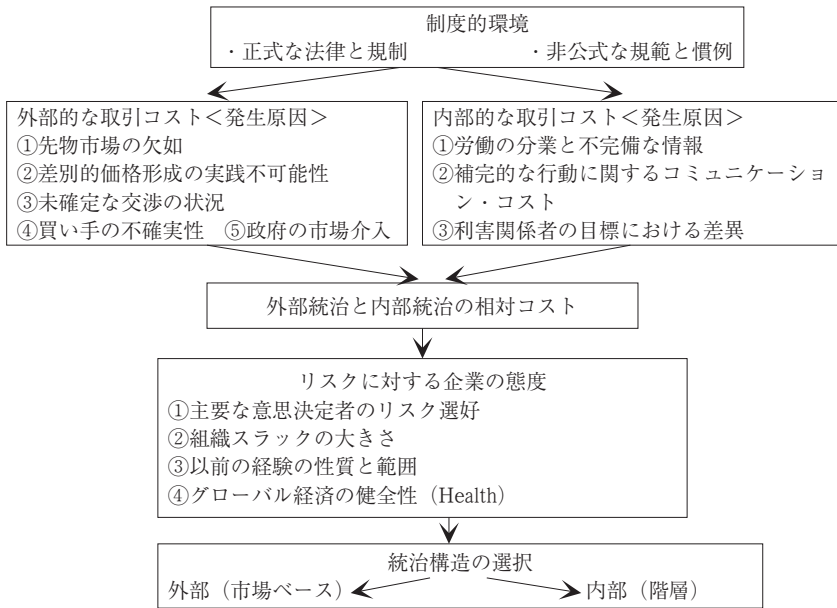 制度的環境
・正式な法律と規制　・非公式な規範と慣例
外部的な取引コスト＜発生原因＞
①先物市場の欠如
②差別的価格形成の実践不可能性
③未確定な交渉の状況
④買い手の不確実性　⑤政府の市場介入
内部的な取引コスト＜発生原因＞
①労働の分業と不完備な情報
②補完的な行動に関するコミュニケーショ
ン・コスト
③利害関係者の目標における差異
外部統治と内部統治の相対コスト
リスクに対する企業の態度
①主要な意思決定者のリスク選好
②組織スラックの大きさ
③以前の経験の性質と範囲
④グローバル経済の健全性（Health）
統治構造の選択
外部（市場ベース）　内部（階層）